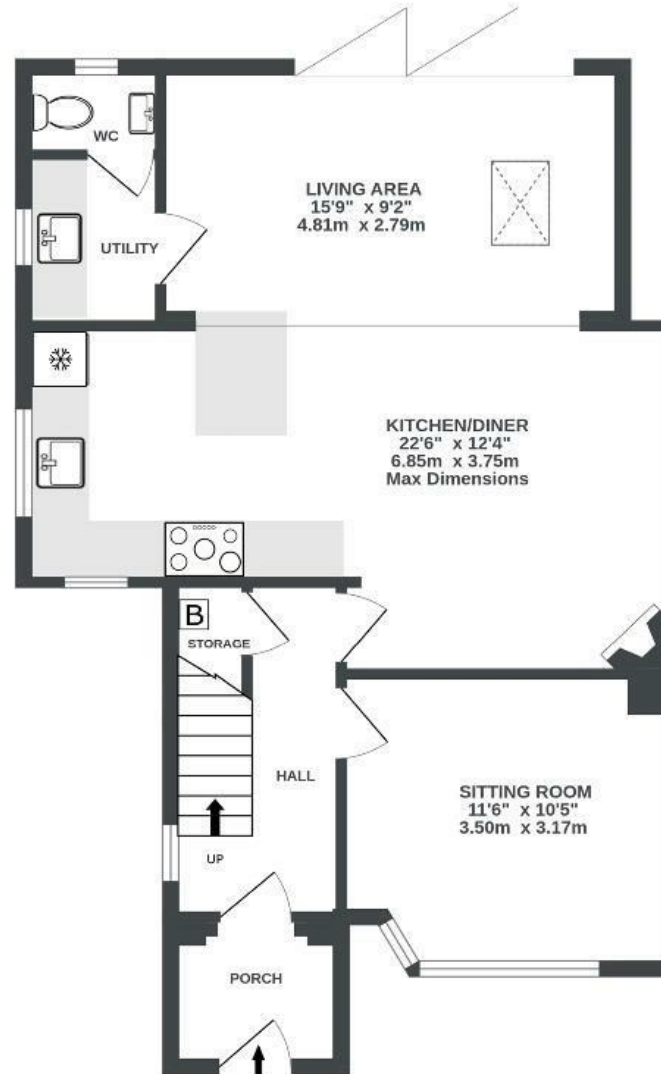 WC
LIVING AREA
15'9" x 9'2"
4.81m x 2.79m
UTILITY
KITCHEN/DINER
22'6" x 12'4"
6.85m x 3.75m
Max Dimensions
B
STORAGE
HALL
SITTING ROOM
11'6" x 10'5"
3.50m x 3.17m
UP
PORCH